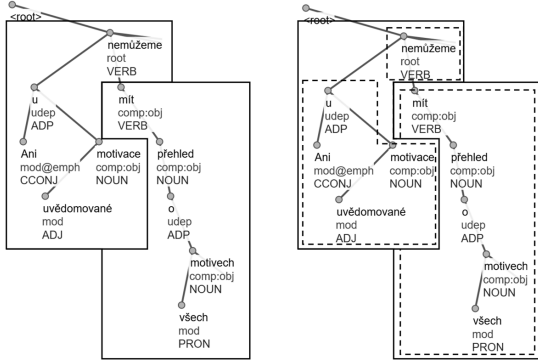 <root>
nemůžeme
root
VERB
u
udep
ADP
mít
comp:obj
VERB
Ani
mod@emph
CCONJ
motivace
comp:obj
NOUN
přehled
comp:obj
NOUN
uvědomované
mod
ADJ
o
udep
ADP
motivech
comp:obj
NOUN
všech
mod
PRON
<root>
nemůžeme
root
VERB
u
udep
ADP
mít
comp:obj
VERB
Ani
mod@emph
CCONJ
motivace
comp:obj
NOUN
přehled
comp:obj
NOUN
uvědomované
mod
ADJ
o
udep
ADP
motivech
comp:obj
NOUN
všech
mod
PRON